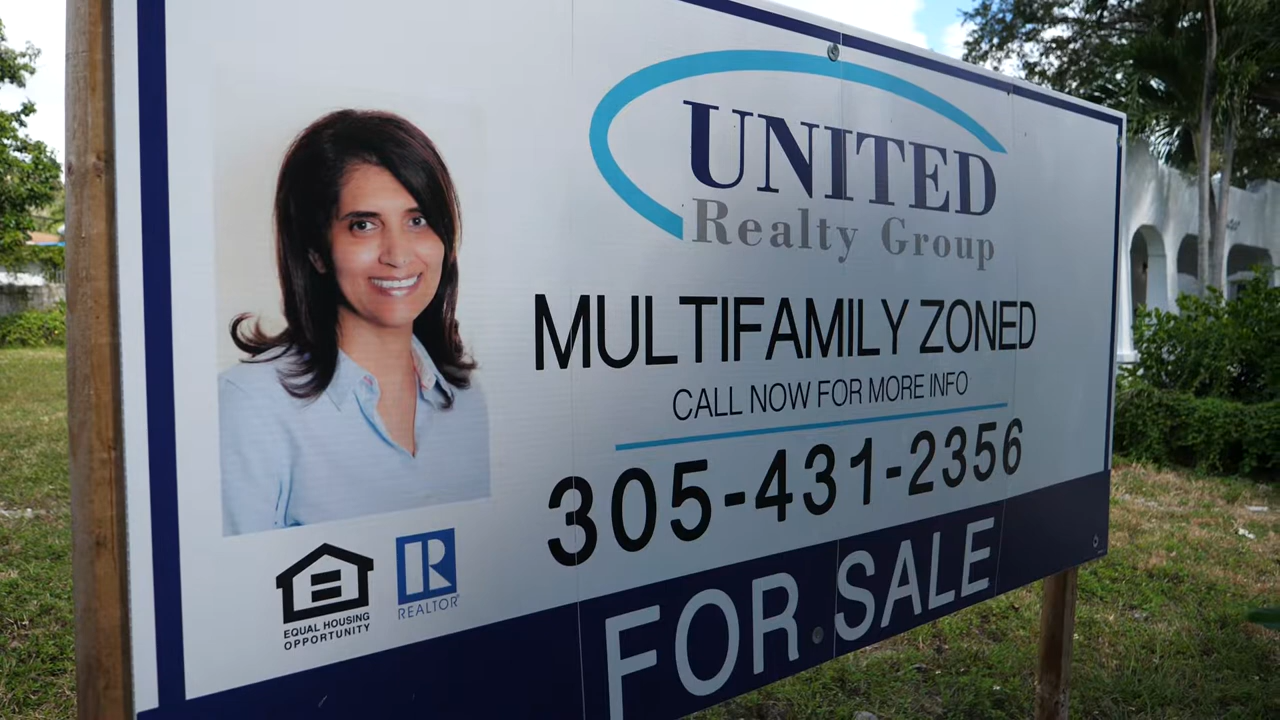 UNITED
Realty Group
MULTIFAMILY ZONED
CALL NOW FOR MORE INFO
305-431-2356
FOR SALE
EQUAL HOUSING
OPPORTUNITY
R
REALTOR®